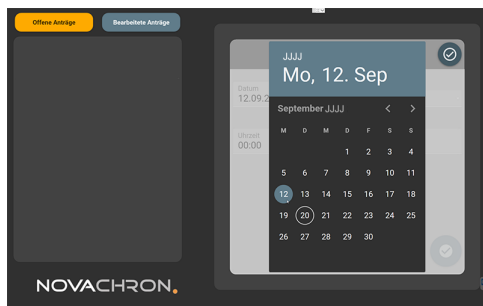 Offene Anträge
Bearbeitete Anträge
JJJJ
Mo, 12. Sep
Datum
12.09.2
September JJJJ
Uhrzeit
00:00
M D M D F S S
1 2 3 4
5 6 7 8 9 10 11
12 13 14 15 16 17 18
19 20 21 22 23 24 25
26 27 28 29 30
NOVACHRON.